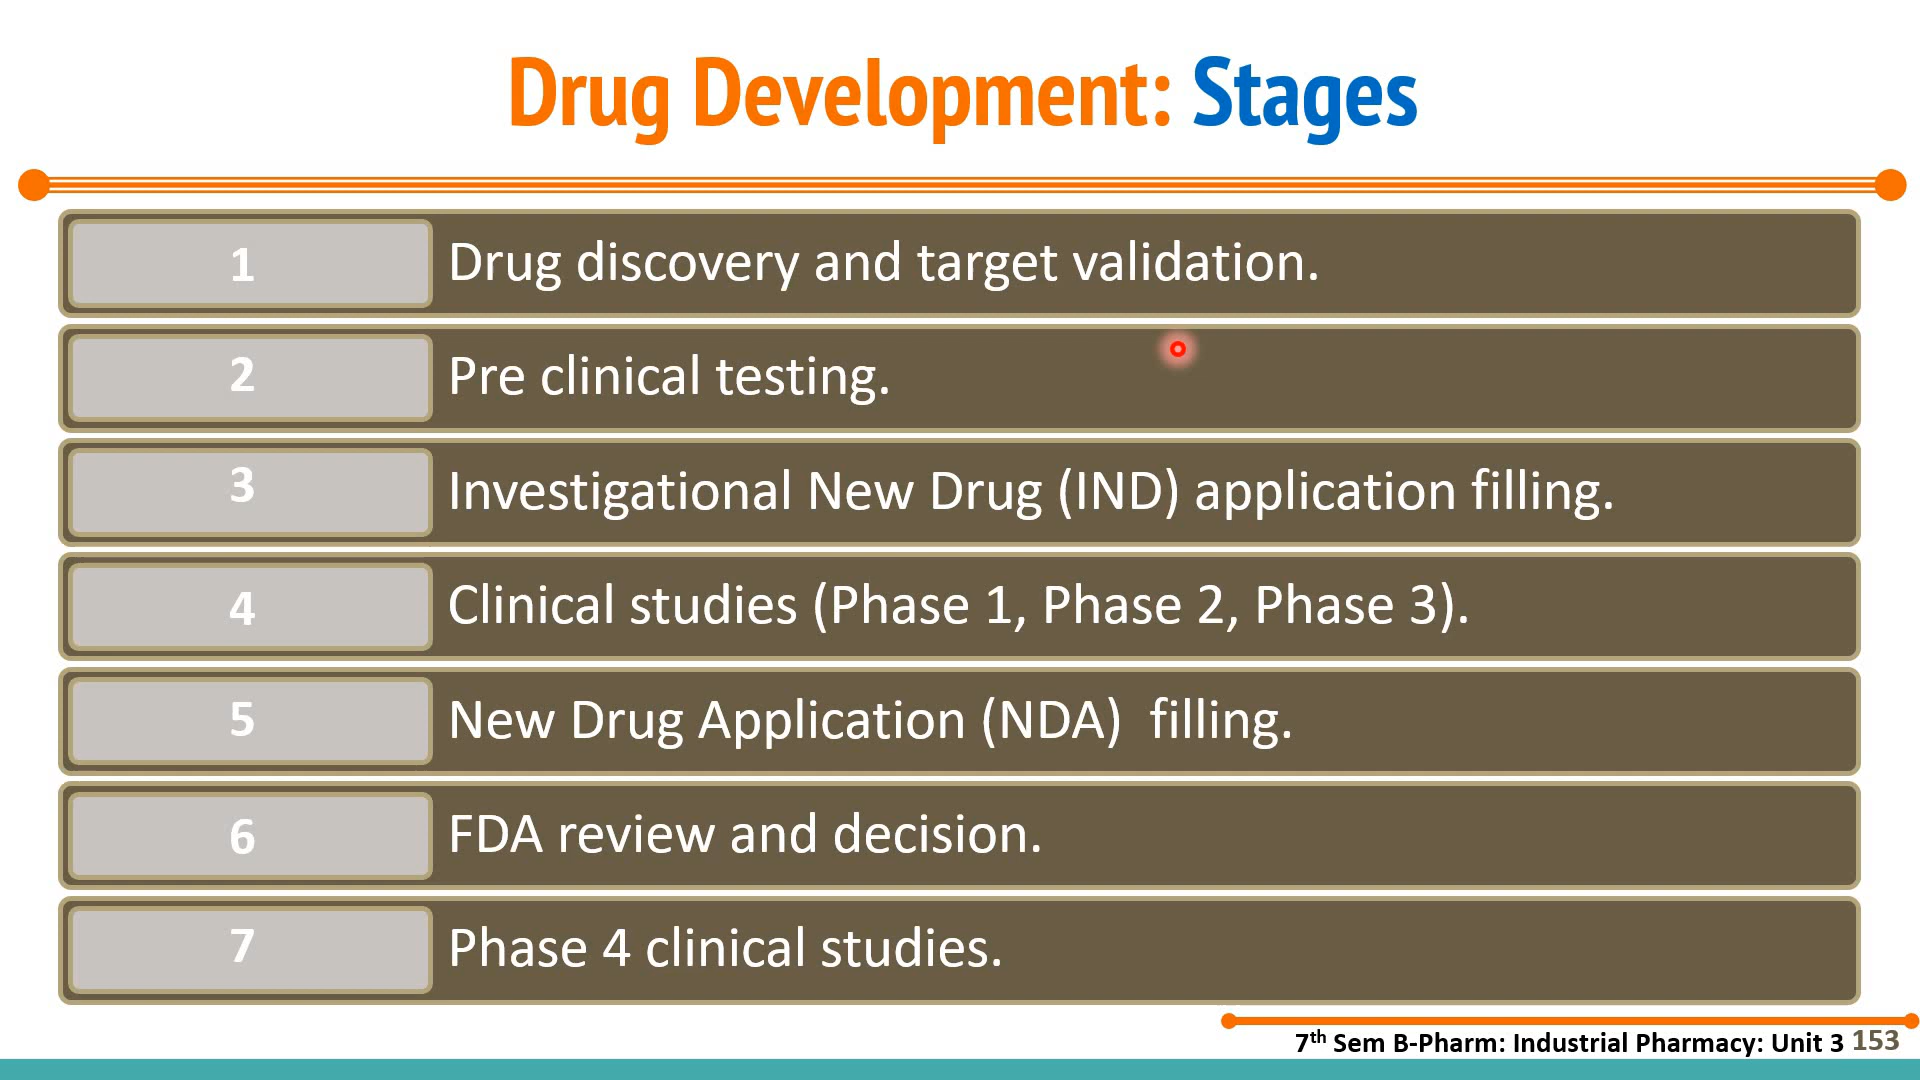 Drug Development: Stages
1 Drug discovery and target validation.
2 Pre clinical testing.
3 Investigational New Drug (IND) application filling.
4 Clinical studies (Phase 1, Phase 2, Phase 3).
5 New Drug Application (NDA)  filling.
6 FDA review and decision.
7 Phase 4 clinical studies.
7th Sem B-Pharm: Industrial Pharmacy: Unit 3 153